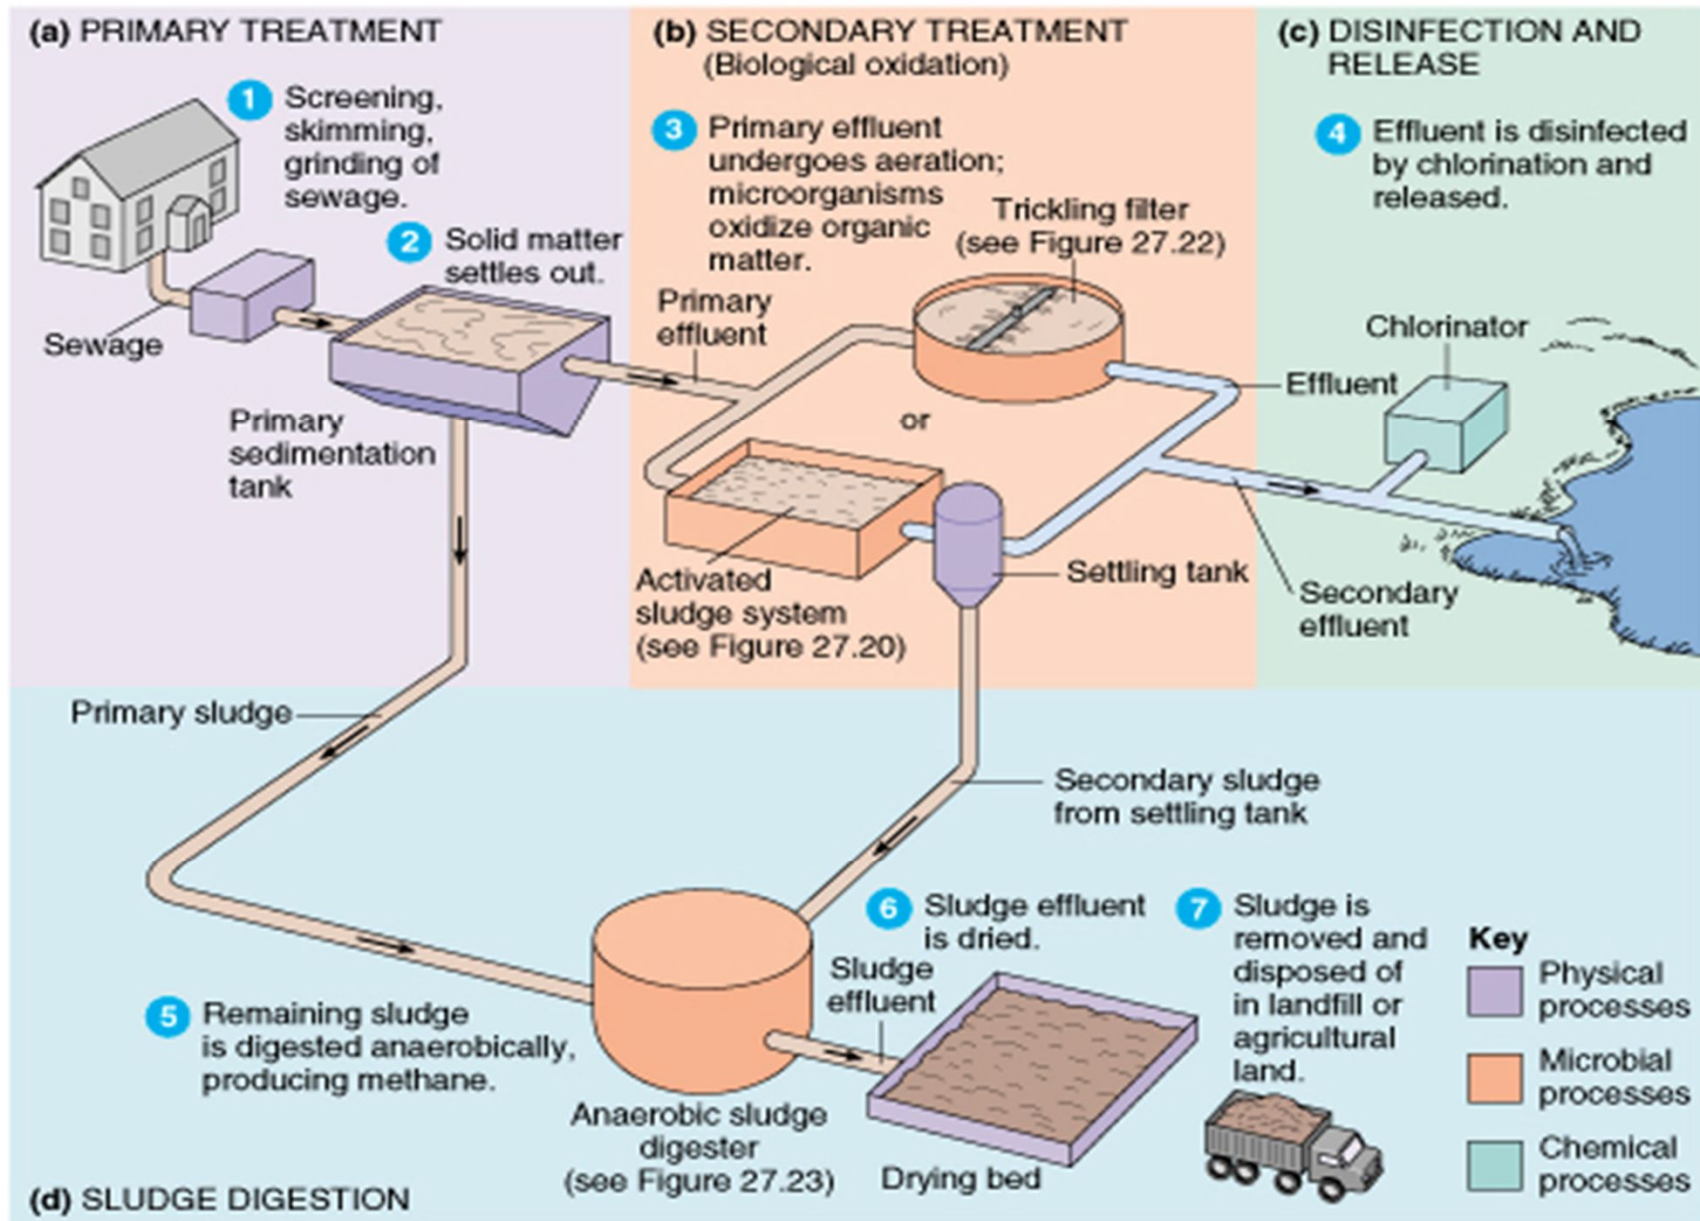 (a) PRIMARY TREATMENT
1 Screening,
skimming,
grinding of
sewage.
2 Solid matter
settles out.
Sewage
Primary
sedimentation
tank
(b) SECONDARY TREATMENT
(Biological oxidation)
3 Primary effluent
undergoes aeration;
microorganisms
oxidize organic
matter.
Trickling filter
(see Figure 27.22)
Primary
effluent
or
Activated
sludge system
(see Figure 27.20)
Settling tank
(c) DISINFECTION AND
RELEASE
4 Effluent is disinfected
by chlorination and
released.
Chlorinator
Effluent
Secondary
effluent
Primary sludge
Secondary sludge
from settling tank
5 Remaining sludge
is digested anaerobically,
producing methane.
Anaerobic sludge
digester
(see Figure 27.23)
6 Sludge effluent
is dried.
Sludge
effluent
Drying bed
7 Sludge is
removed and
disposed of
in landfill or
agricultural
land.
Key
Physical
processes
Microbial
processes
Chemical
processes
(d) SLUDGE DIGESTION